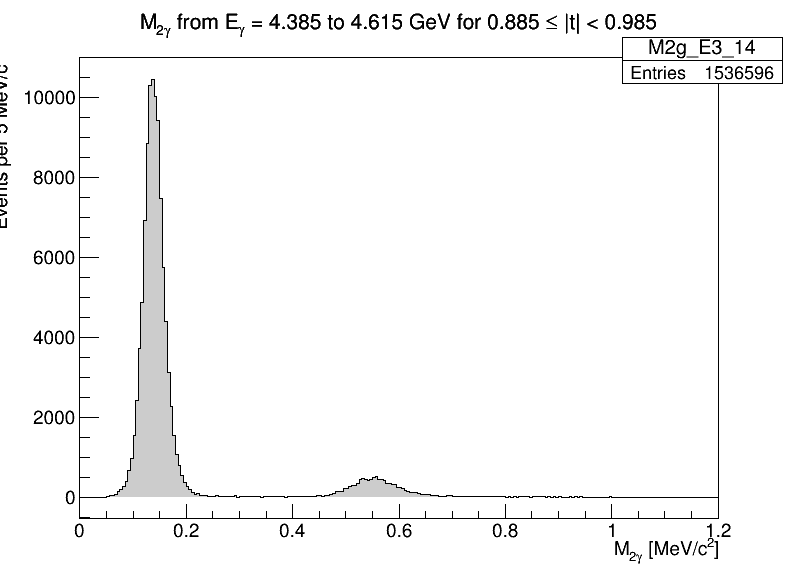 M2γ from Eγ = 4.385 to 4.615 GeV for 0.885 ≤ |t| < 0.985
M2g_E3_14
Entries 1536596
Events per 5 MeV/c
10000
8000
6000
4000
2000
0
0 0.2 0.4 0.6 0.8 1 1.2
M2γ [MeV/c²]